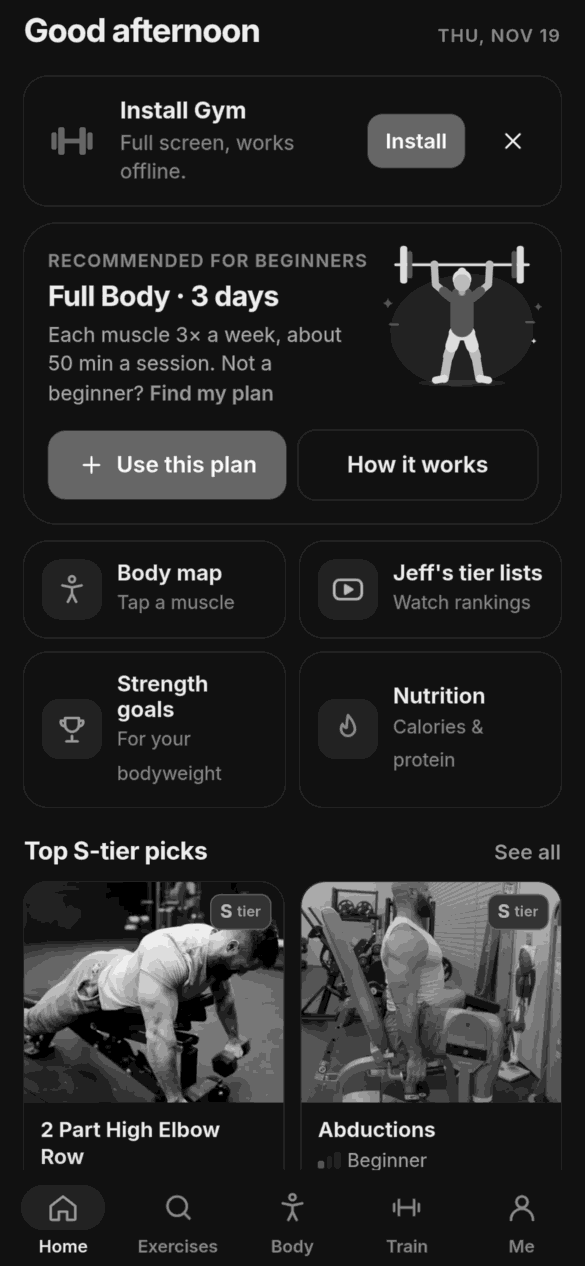 Good afternoon
THU, NOV 19
Install Gym
Full screen, works
offline.
Install
RECOMMENDED FOR BEGINNERS
Full Body · 3 days
Each muscle 3× a week, about
50 min a session. Not a
beginner? Find my plan
+ Use this plan
How it works
Body map
Tap a muscle
Jeff's tier lists
Watch rankings
Strength
goals
For your
bodyweight
Nutrition
Calories &
protein
Top S-tier picks
See all
S tier
S tier
2 Part High Elbow
Row
Abductions
Beginner
Home
Exercises
Body
Train
Me